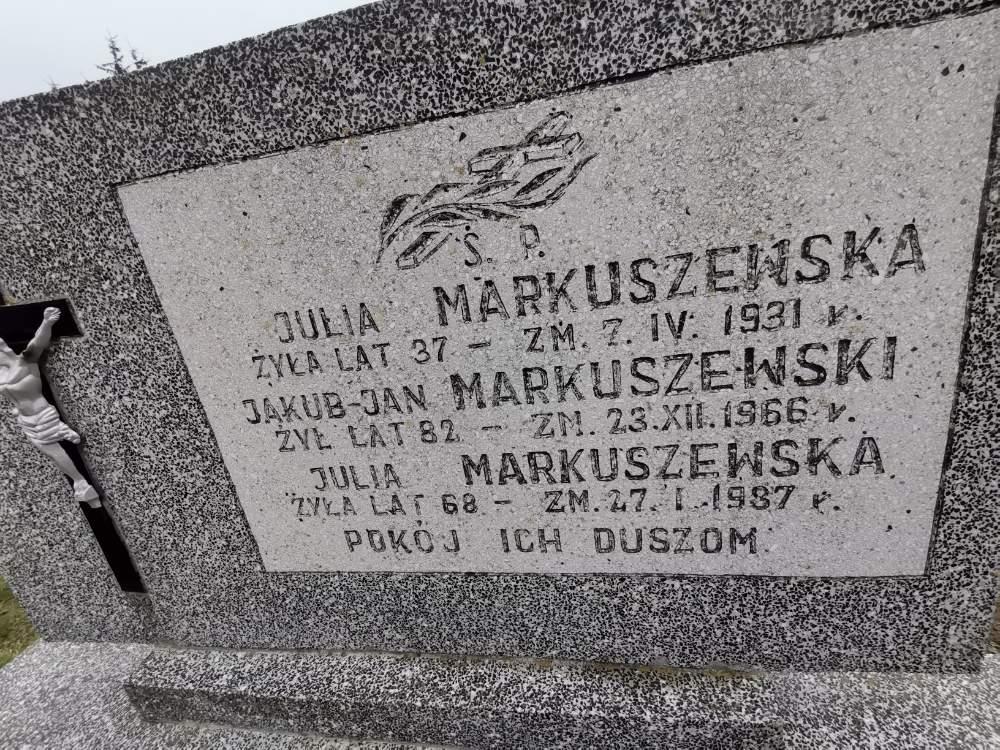 Ś. P.
JULIA MARKUSZEWSKA
ŻYŁA LAT 37 - ZM. 7. IV. 1931 r.
JAKUB-JAN MARKUSZEWSKI
ŻYŁ LAT 82 - ZM. 23.XII.1966 r.
JULIA MARKUSZEWSKA
ŻYŁA LAT 68 - ZM. 27. I. 1987 r.
POKÓJ ICH DUSZOM.